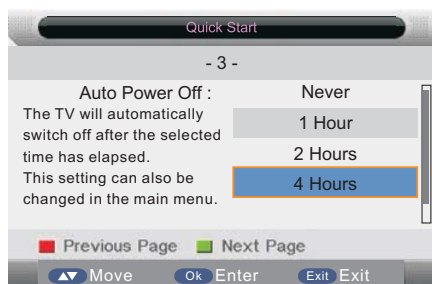 Quick Start
- 3 -
Auto Power Off :
The TV will automatically
switch off after the selected
time has elapsed.
This setting can also be
changed in the main menu.
Never
1 Hour
2 Hours
4 Hours
Previous Page Next Page
Move Ok Enter Exit Exit